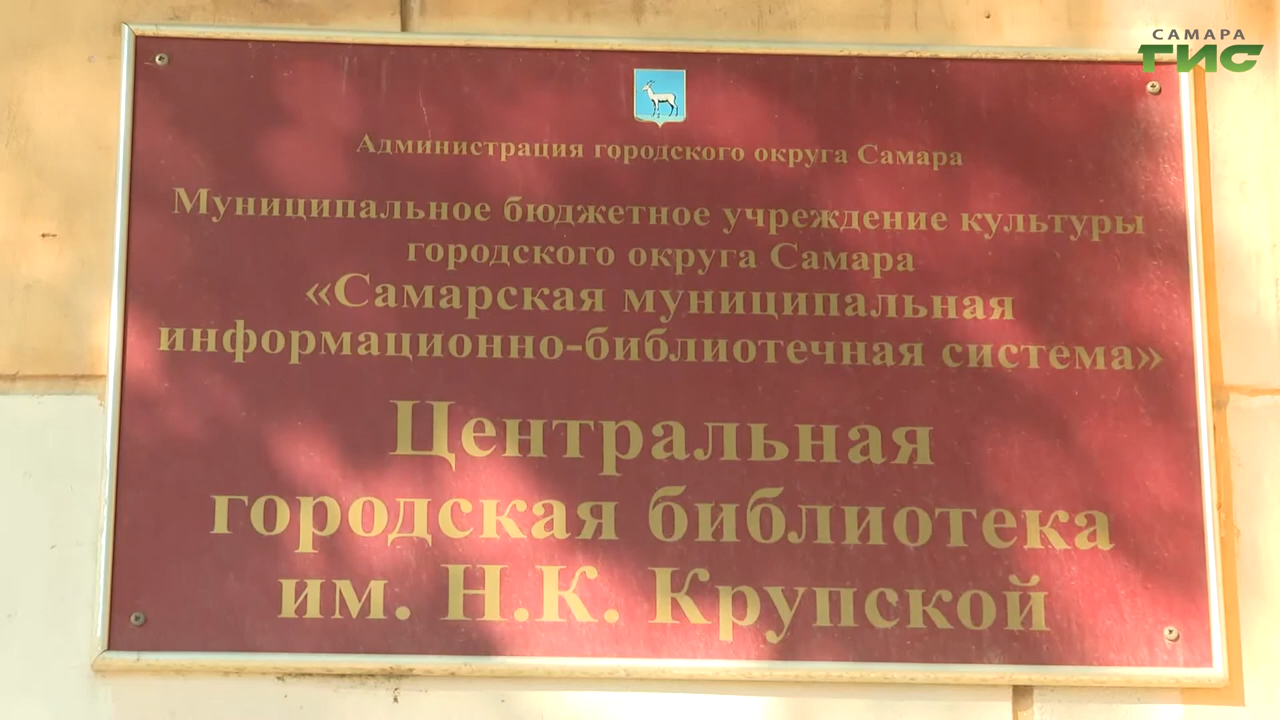 САМАРА
ГИС
Администрация городского округа Самара
Муниципальное бюджетное учреждение культуры
городского округа Самара
«Самарская муниципальная
информационно-библиотечная система»
Центральная
городская библиотека
им. Н.К. Крупской